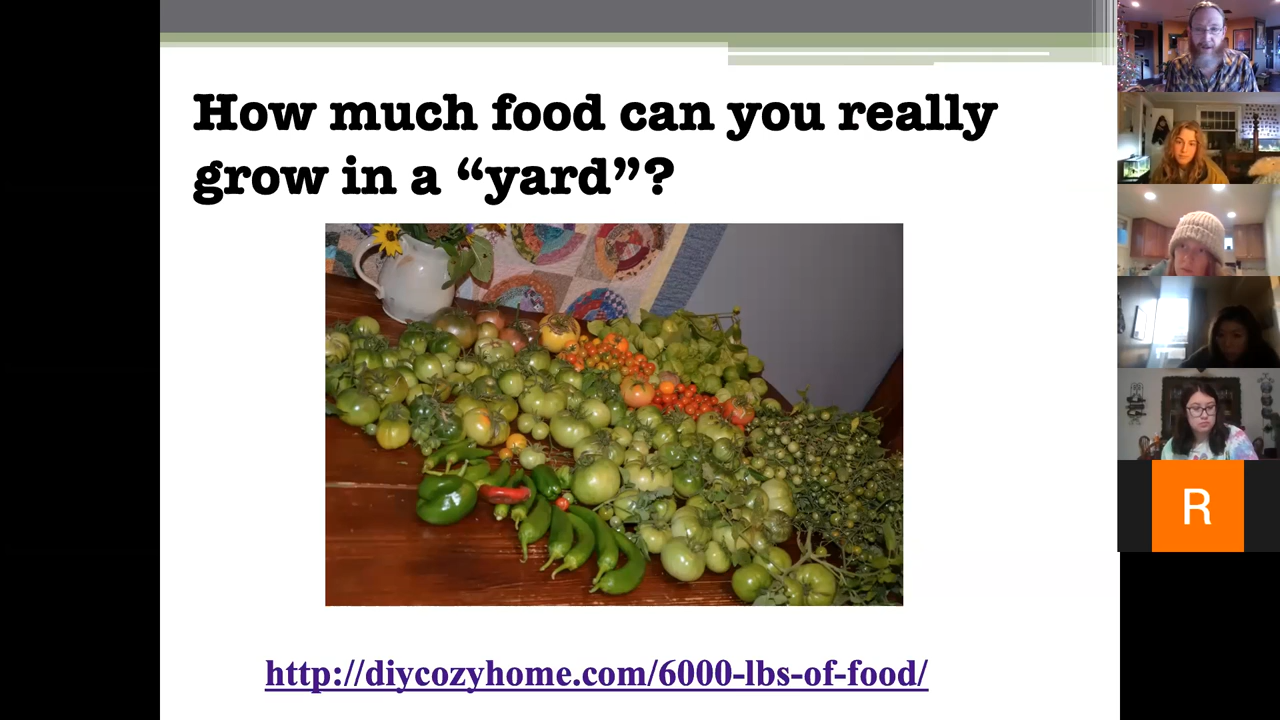 How much food can you really
grow in a “yard”?
http://diycozyhome.com/6000-lbs-of-food/
R